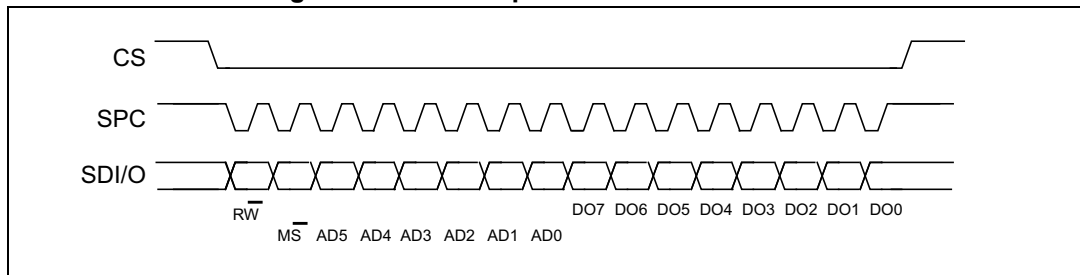 CS
SPC
SDI/O
RW
DO7 DO6 DO5 DO4 DO3 DO2 DO1 DO0
MS AD5 AD4 AD3 AD2 AD1 AD0